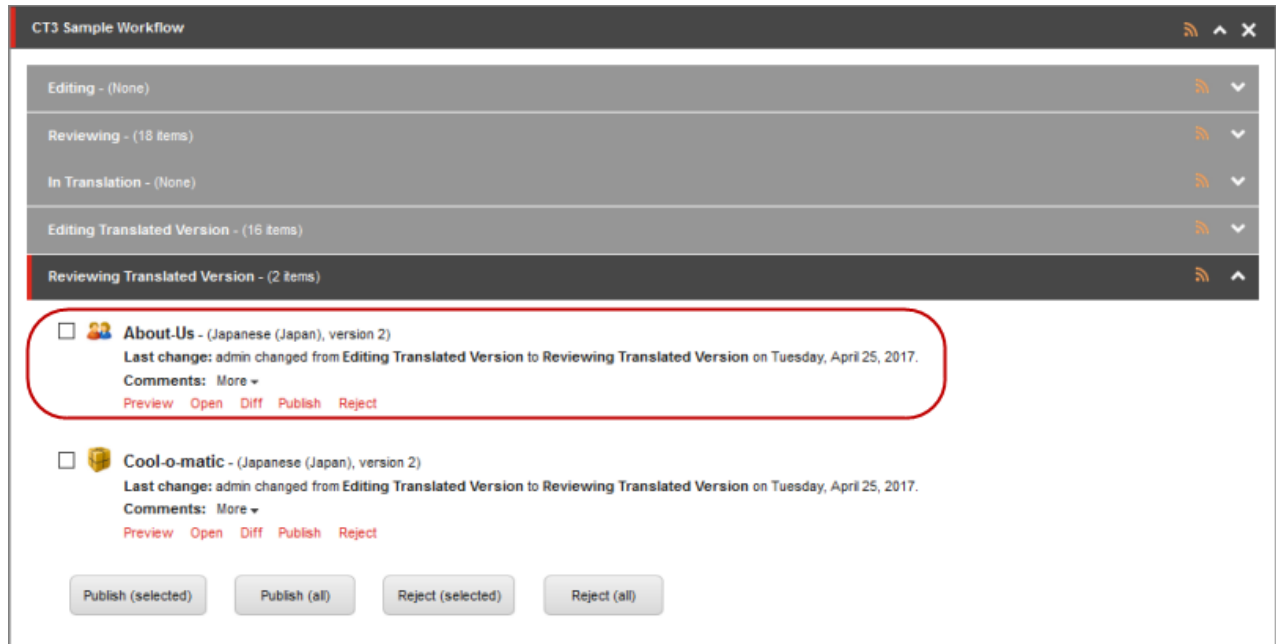 CT3 Sample Workflow
Editing - (None)
Reviewing - (18 items)
In Translation - (None)
Editing Translated Version - (16 items)
Reviewing Translated Version - (2 items)
About-Us - (Japanese (Japan), version 2)
Last change: admin changed from Editing Translated Version to Reviewing Translated Version on Tuesday, April 25, 2017.
Comments: More
Preview Open Diff Publish Reject
Cool-o-matic - (Japanese (Japan), version 2)
Last change: admin changed from Editing Translated Version to Reviewing Translated Version on Tuesday, April 25, 2017.
Comments: More
Preview Open Diff Publish Reject
Publish (selected) Publish (all) Reject (selected) Reject (all)